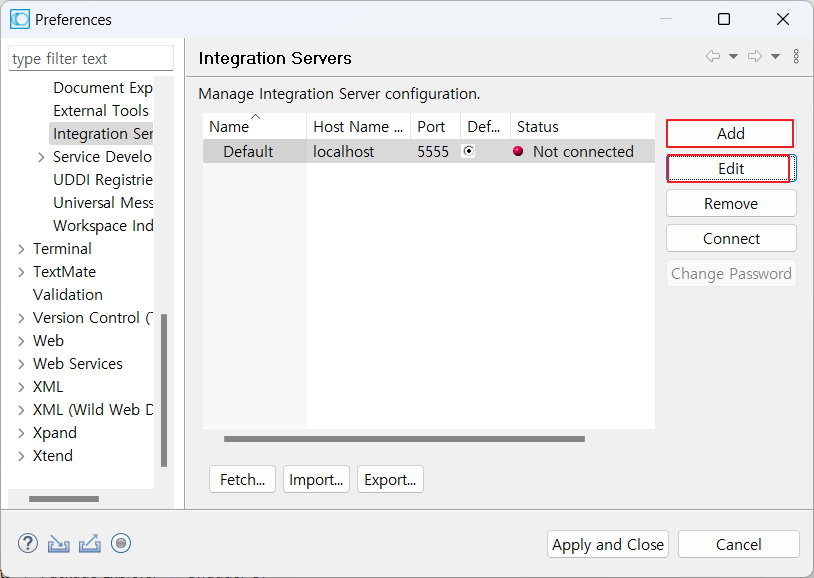 Preferences
type filter text
Document Exp
External Tools
Integration Ser
Service Develo
UDDI Registrie
Universal Mess
Workspace Ind
Terminal
TextMate
Validation
Version Control (T
Web
Web Services
XML
XML (Wild Web D
Xpand
Xtend
Integration Servers
Manage Integration Server configuration.
Name Host Name ... Port Def... Status
Default localhost 5555 Not connected
Add
Edit
Remove
Connect
Change Password
Fetch... Import... Export...
Apply and Close Cancel